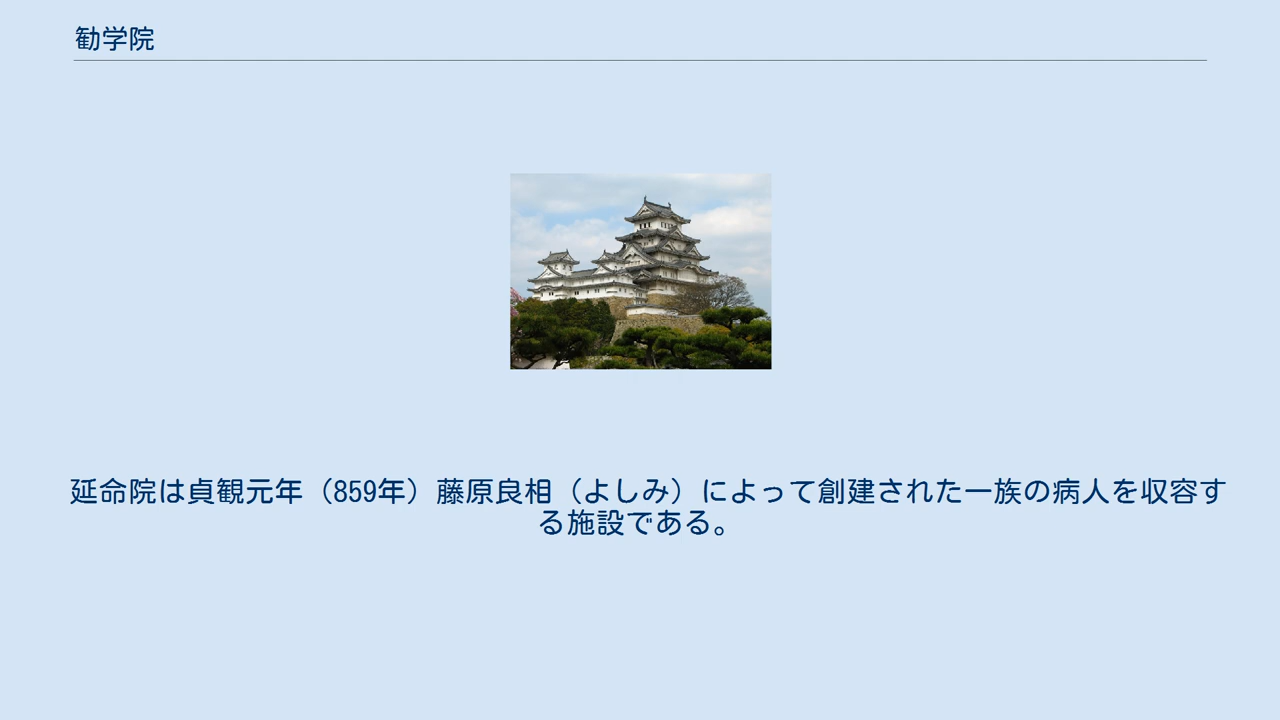 勧学院
延命院は貞観元年（859年）藤原良相（よしみ）によって創建された一族の病人を収容す
る施設である。